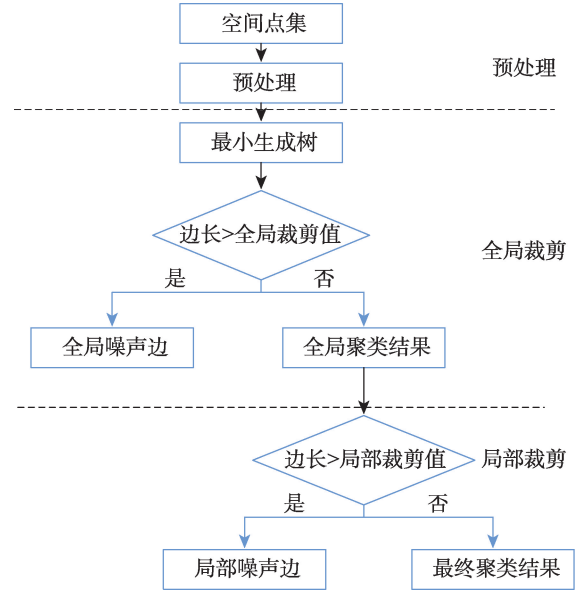 空间点集
预处理
预处理
最小生成树
边长>全局裁剪值
全局裁剪
是
否
全局噪声边
全局聚类结果
边长>局部裁剪值
局部裁剪
是
否
局部噪声边
最终聚类结果